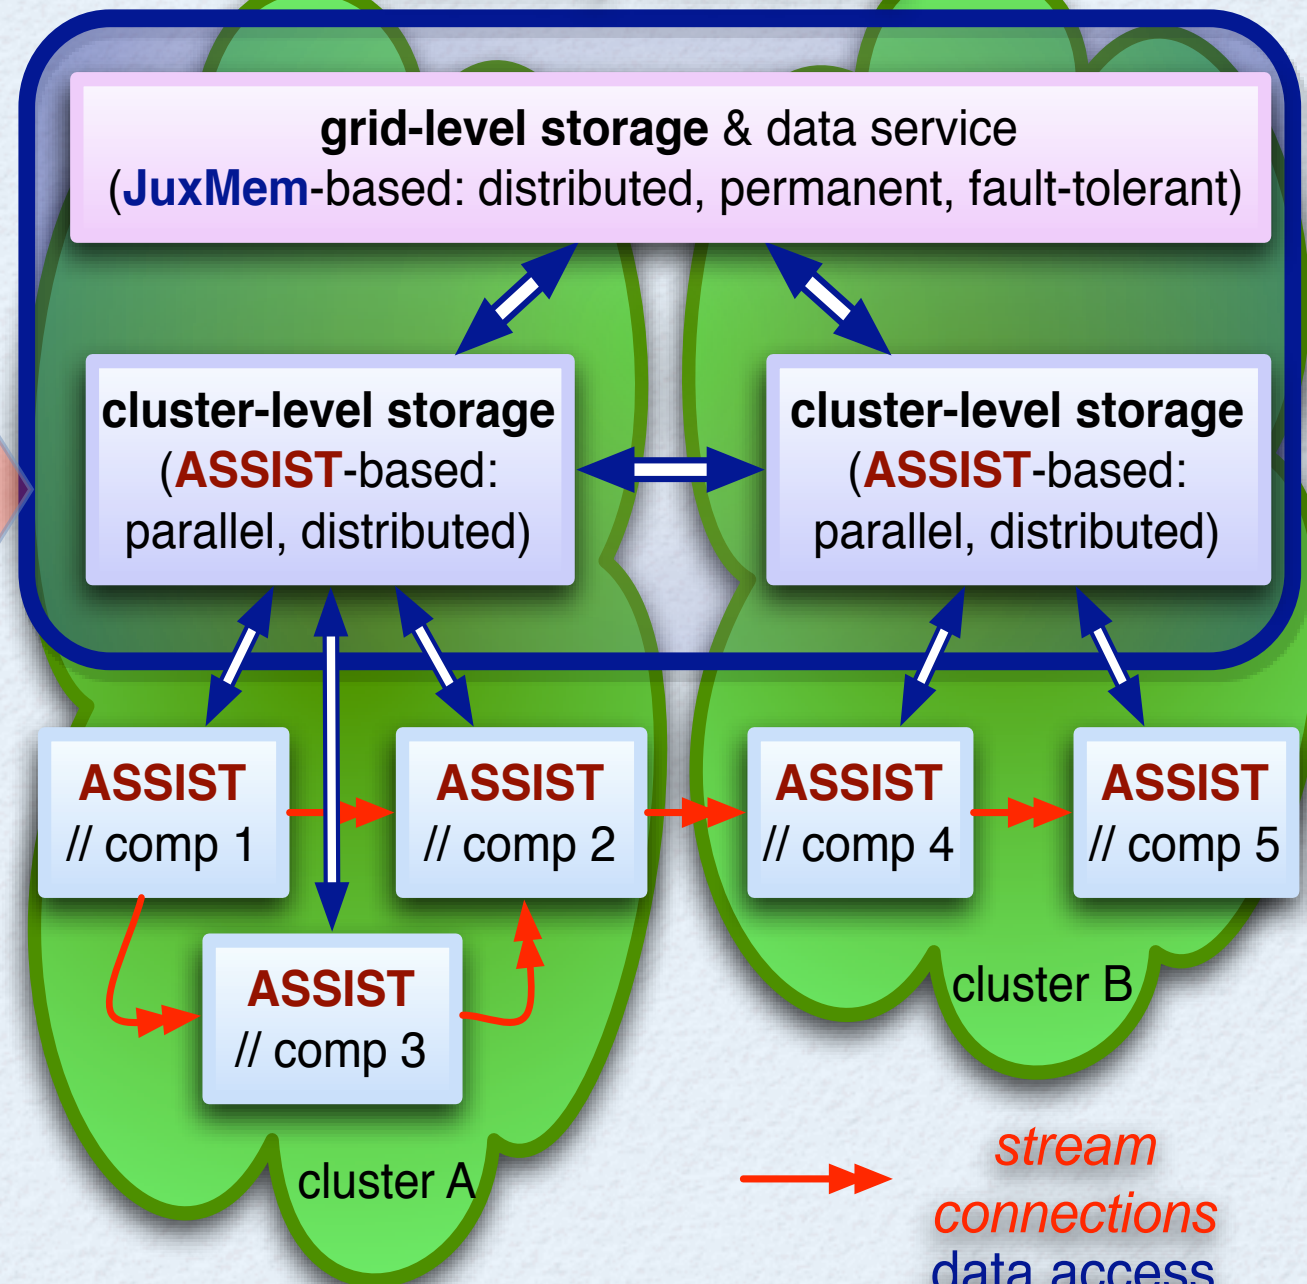 grid-level storage & data service
(JuxMem-based: distributed, permanent, fault-tolerant)
cluster-level storage
(ASSIST-based:
parallel, distributed)
cluster-level storage
(ASSIST-based:
parallel, distributed)
ASSIST
// comp 1
ASSIST
// comp 2
ASSIST
// comp 4
ASSIST
// comp 5
ASSIST
// comp 3
cluster B
cluster A
stream
connections
data access